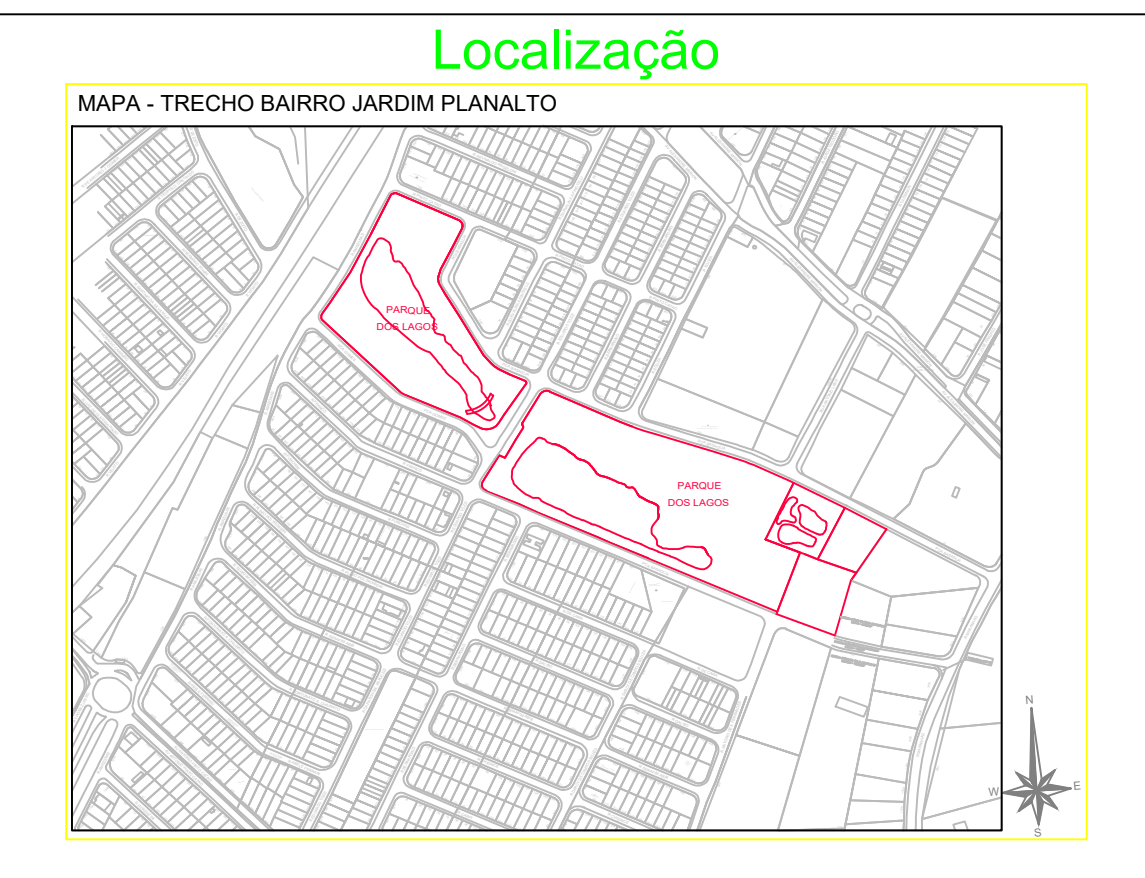 Localização
MAPA - TRECHO BAIRRO JARDIM PLANALTO
PARQUE
DOS LAGOS
PARQUE
DOS LAGOS
N
W
E
S